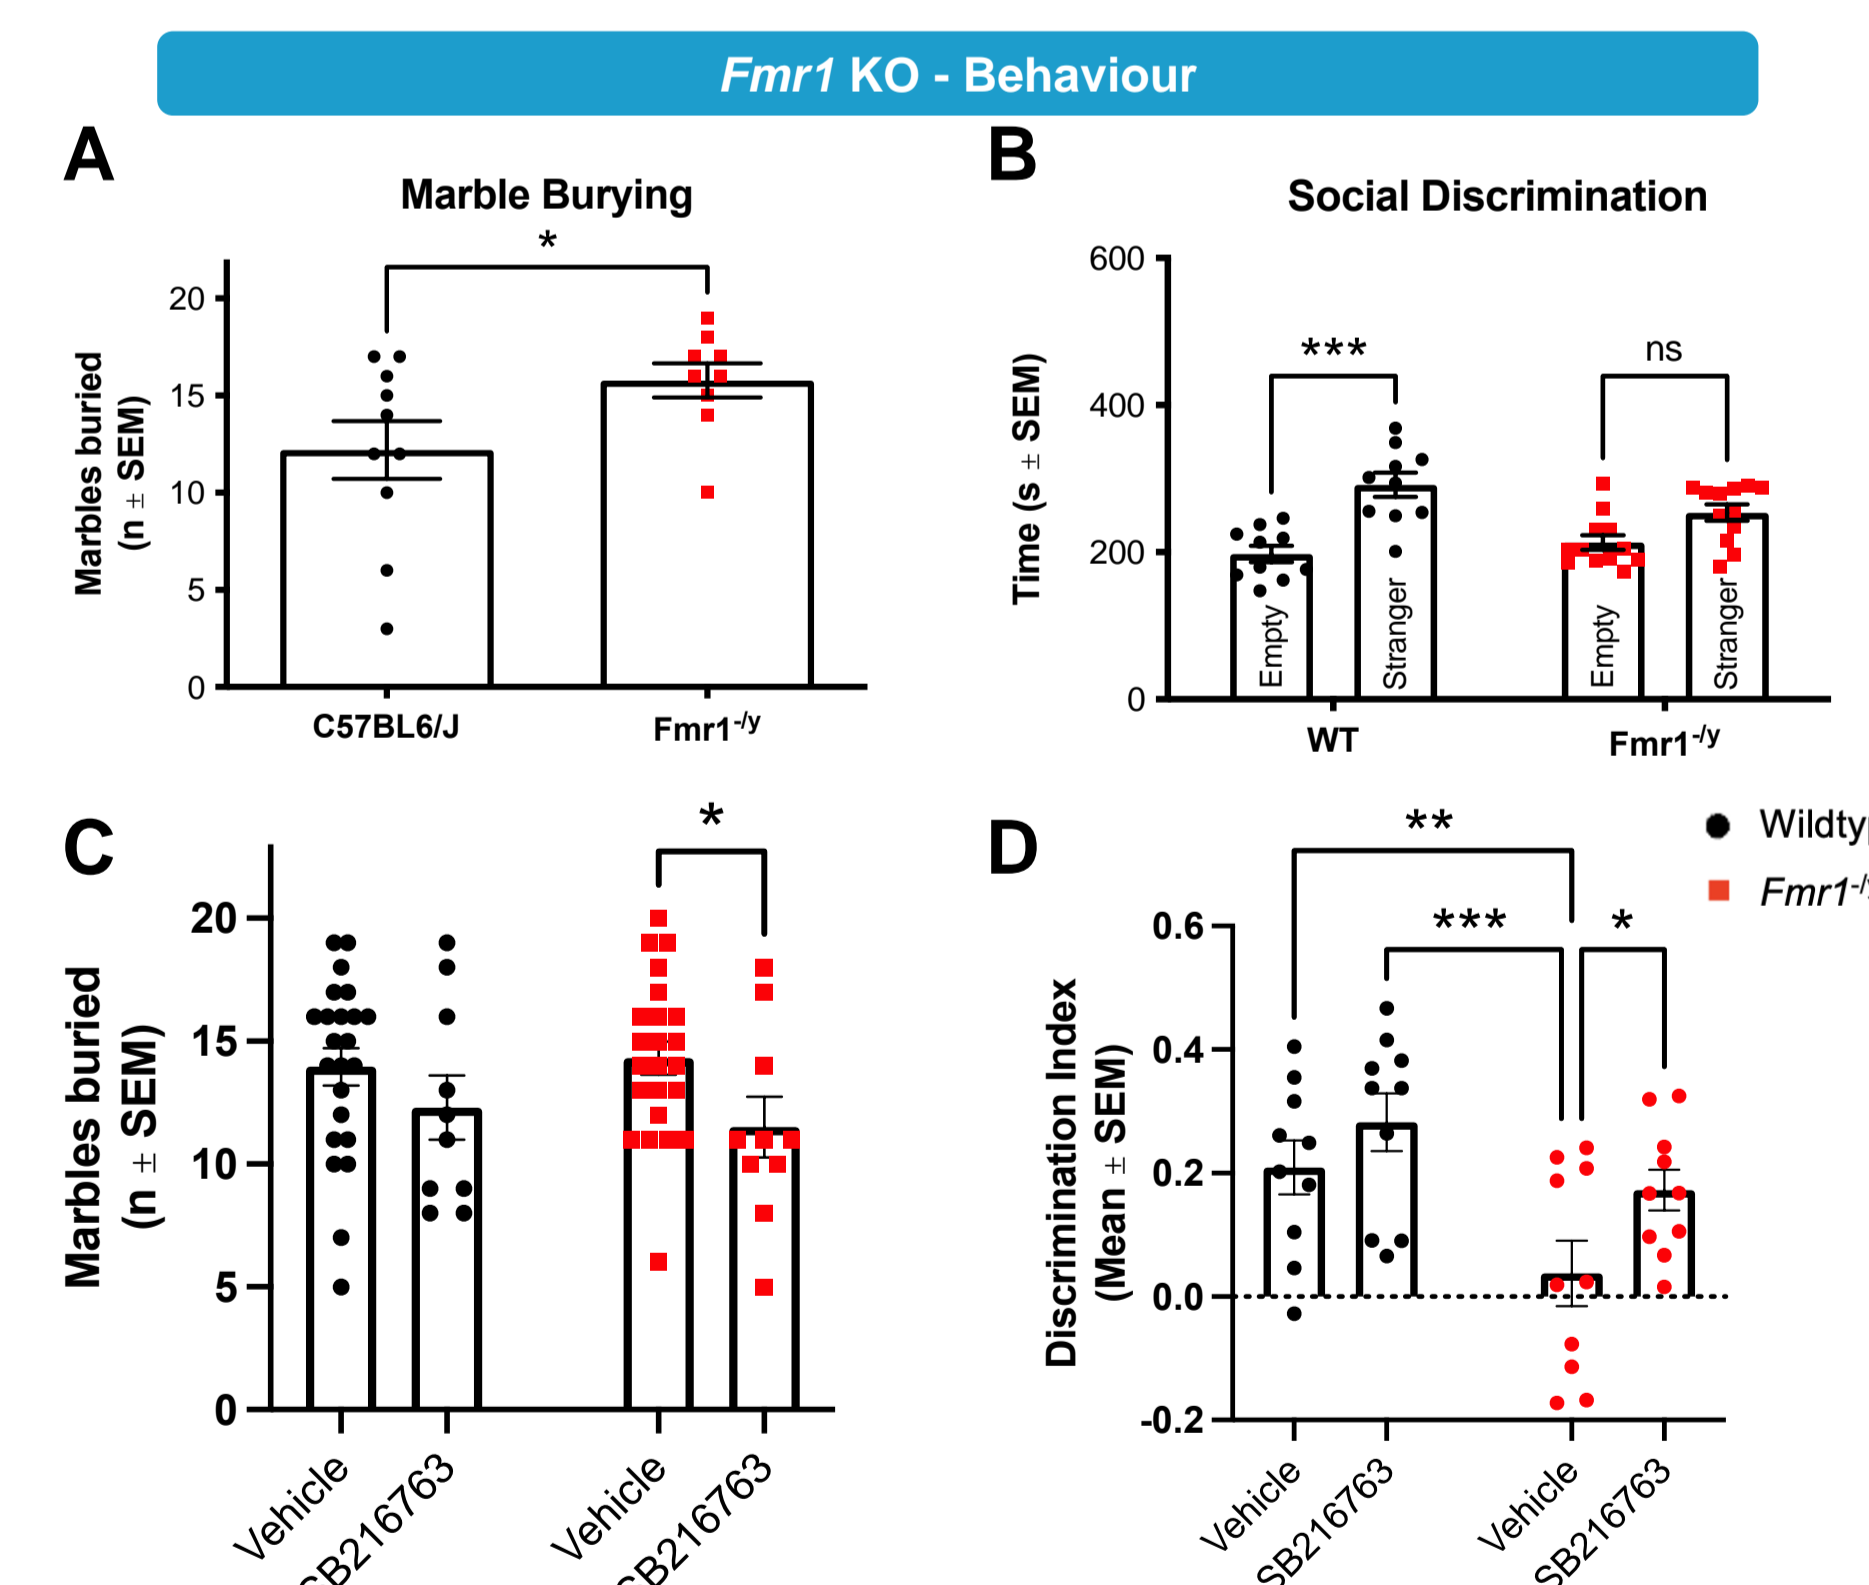 Fmr1 KO - Behaviour
A
Marble Burying
*
Marbles buried
(n ± SEM)
20
15
10
5
0
C57BL6/J
Fmr1-/y
B
Social Discrimination
Time (s ± SEM)
600
400
200
0
***
ns
Empty
Stranger
Empty
Stranger
WT
Fmr1-/y
C
*
Marbles buried
(n ± SEM)
20
15
10
5
0
Vehicle
SB216763
Vehicle
SB216763
D
**
***
*
Discrimination Index
(Mean ± SEM)
0.6
0.4
0.2
0.0
-0.2
Vehicle
SB216763
Vehicle
SB216763
Fmr1-/y